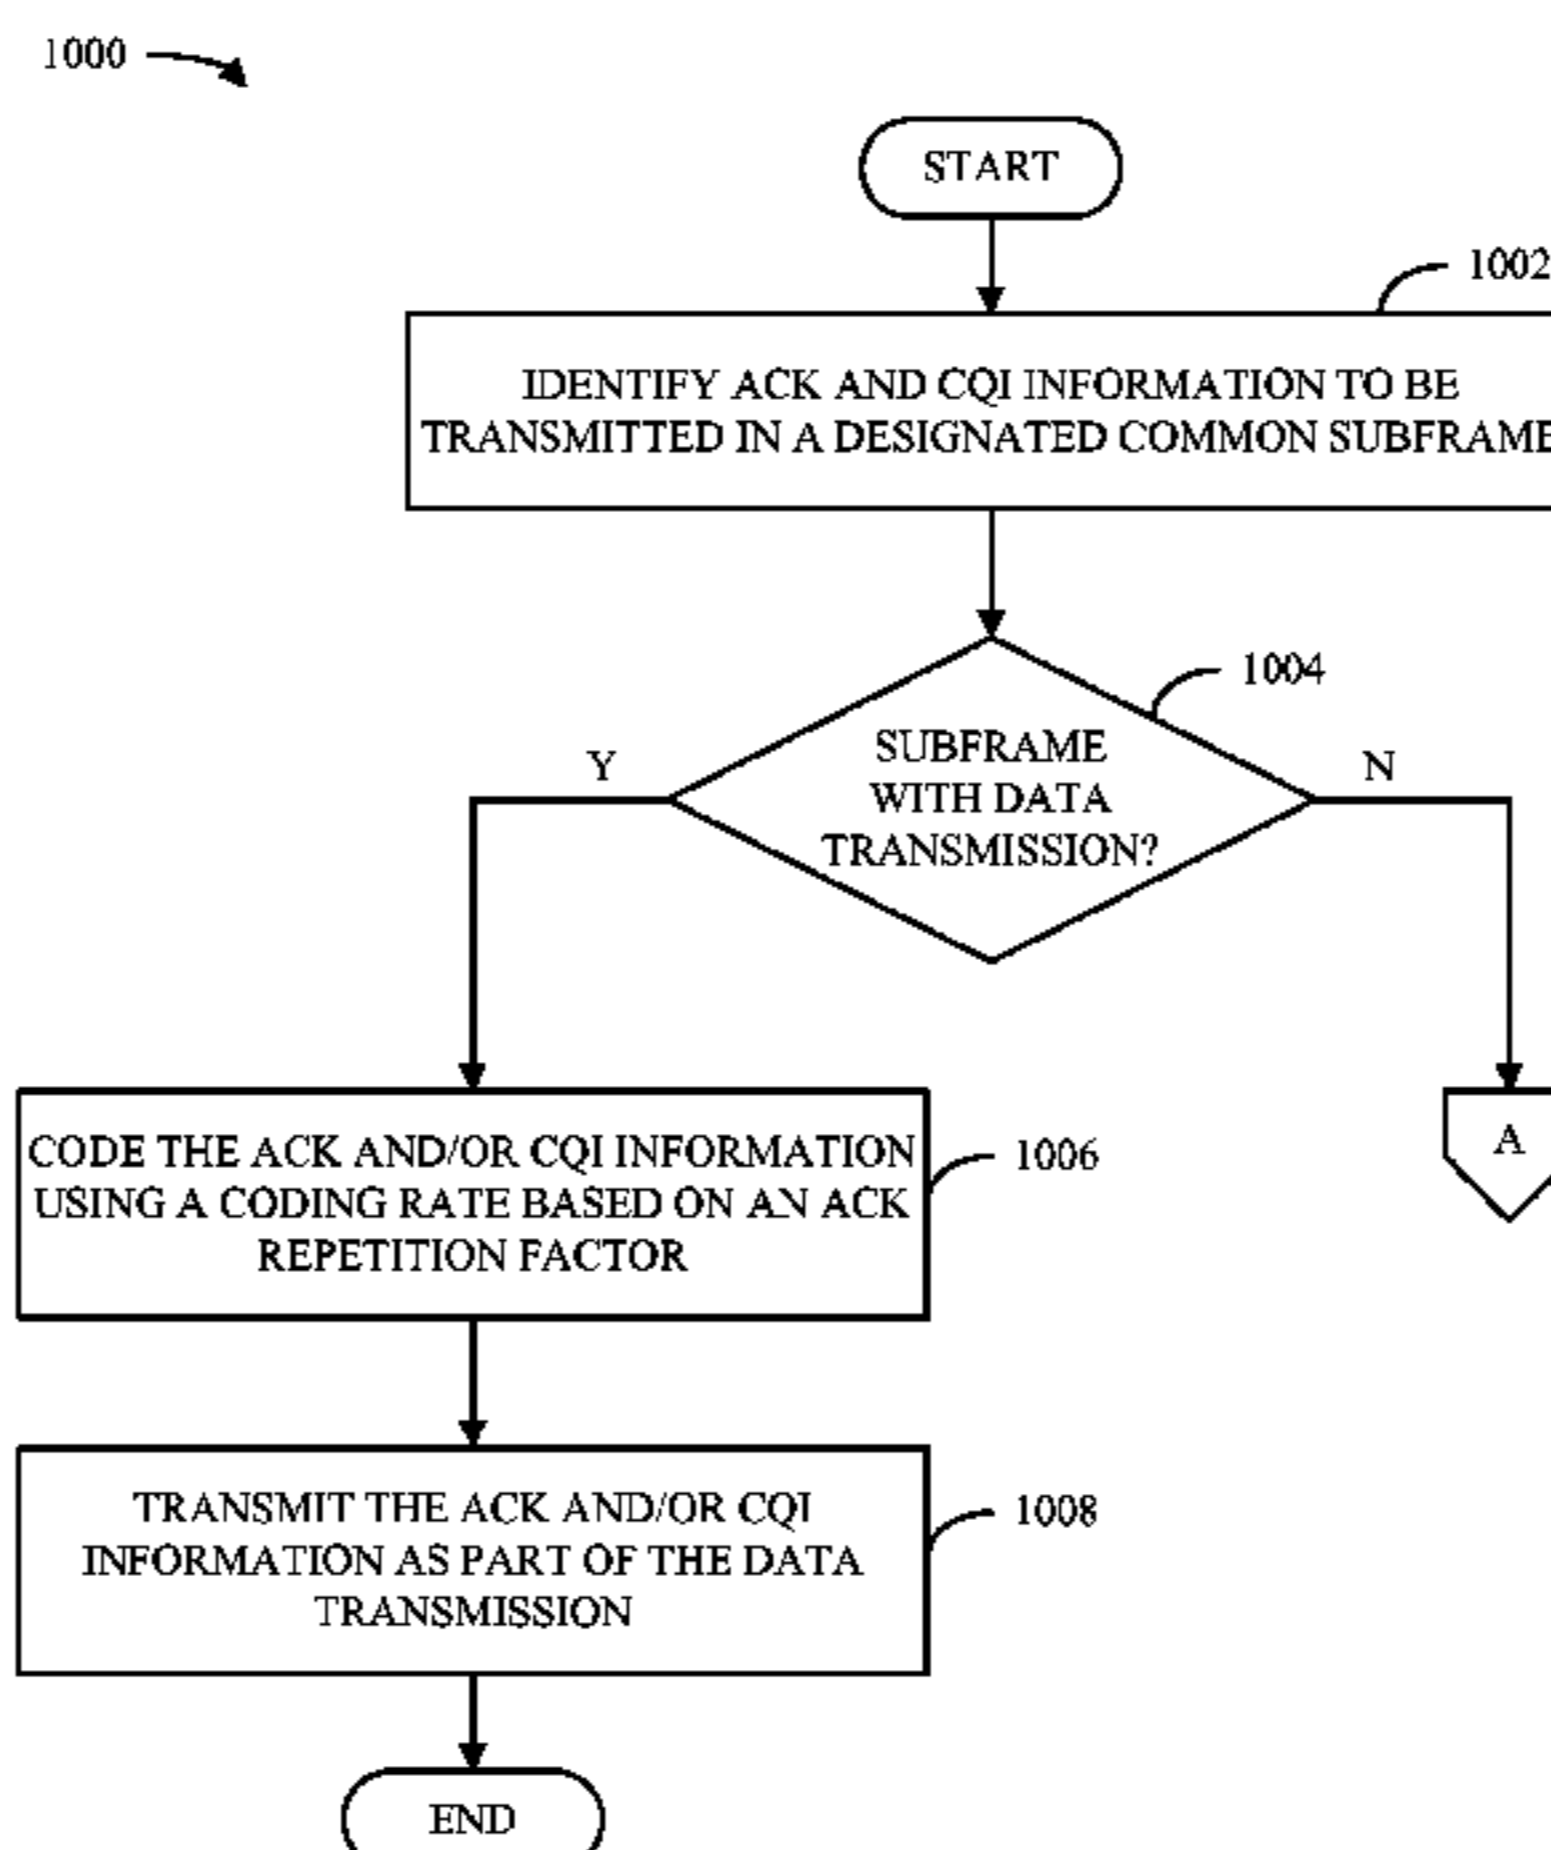 1000
START
1002
IDENTIFY ACK AND CQI INFORMATION TO BE
TRANSMITTED IN A DESIGNATED COMMON SUBFRAME
1004
SUBFRAME
WITH DATA
TRANSMISSION?
Y
N
CODE THE ACK AND/OR CQI INFORMATION
USING A CODING RATE BASED ON AN ACK
REPETITION FACTOR
1006
A
TRANSMIT THE ACK AND/OR CQI
INFORMATION AS PART OF THE DATA
TRANSMISSION
1008
END